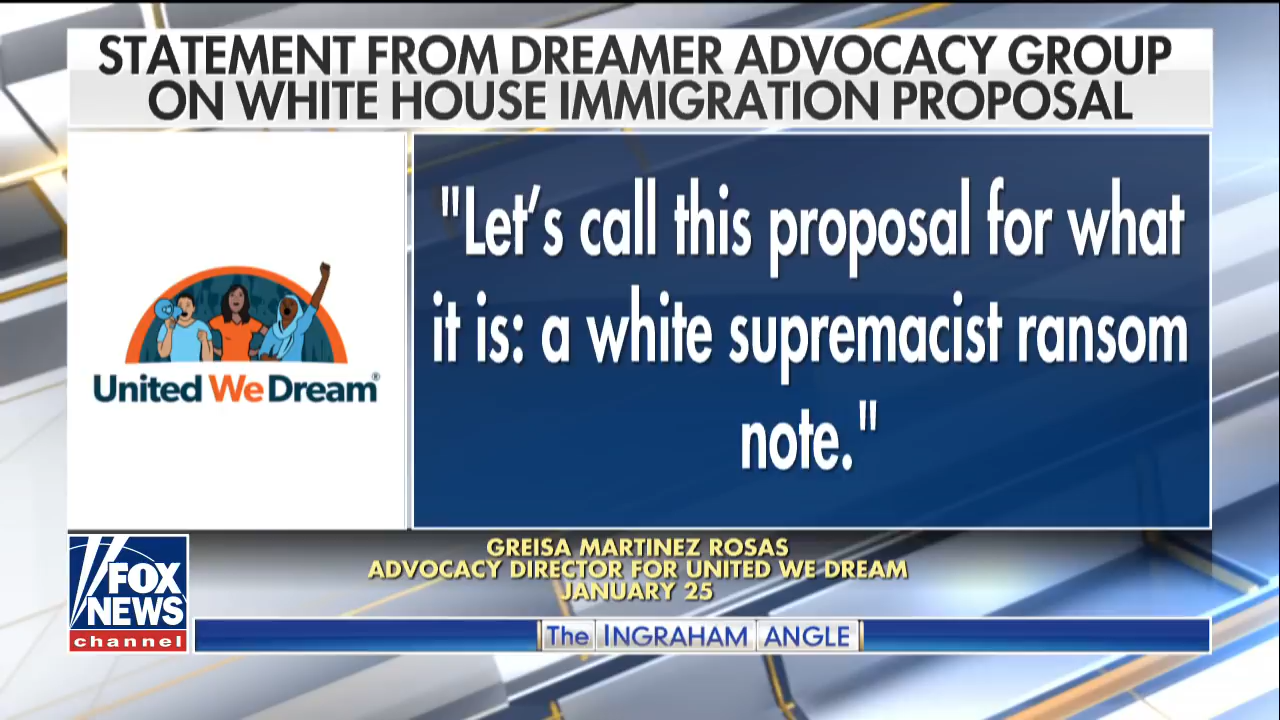 STATEMENT FROM DREAMER ADVOCACY GROUP
ON WHITE HOUSE IMMIGRATION PROPOSAL
United We Dream®
"Let's call this proposal for what
it is: a white supremacist ransom
note."
GREISA MARTINEZ ROSAS
ADVOCACY DIRECTOR FOR UNITED WE DREAM
JANUARY 25
FOX
NEWS
channel
The INGRAHAM ANGLE